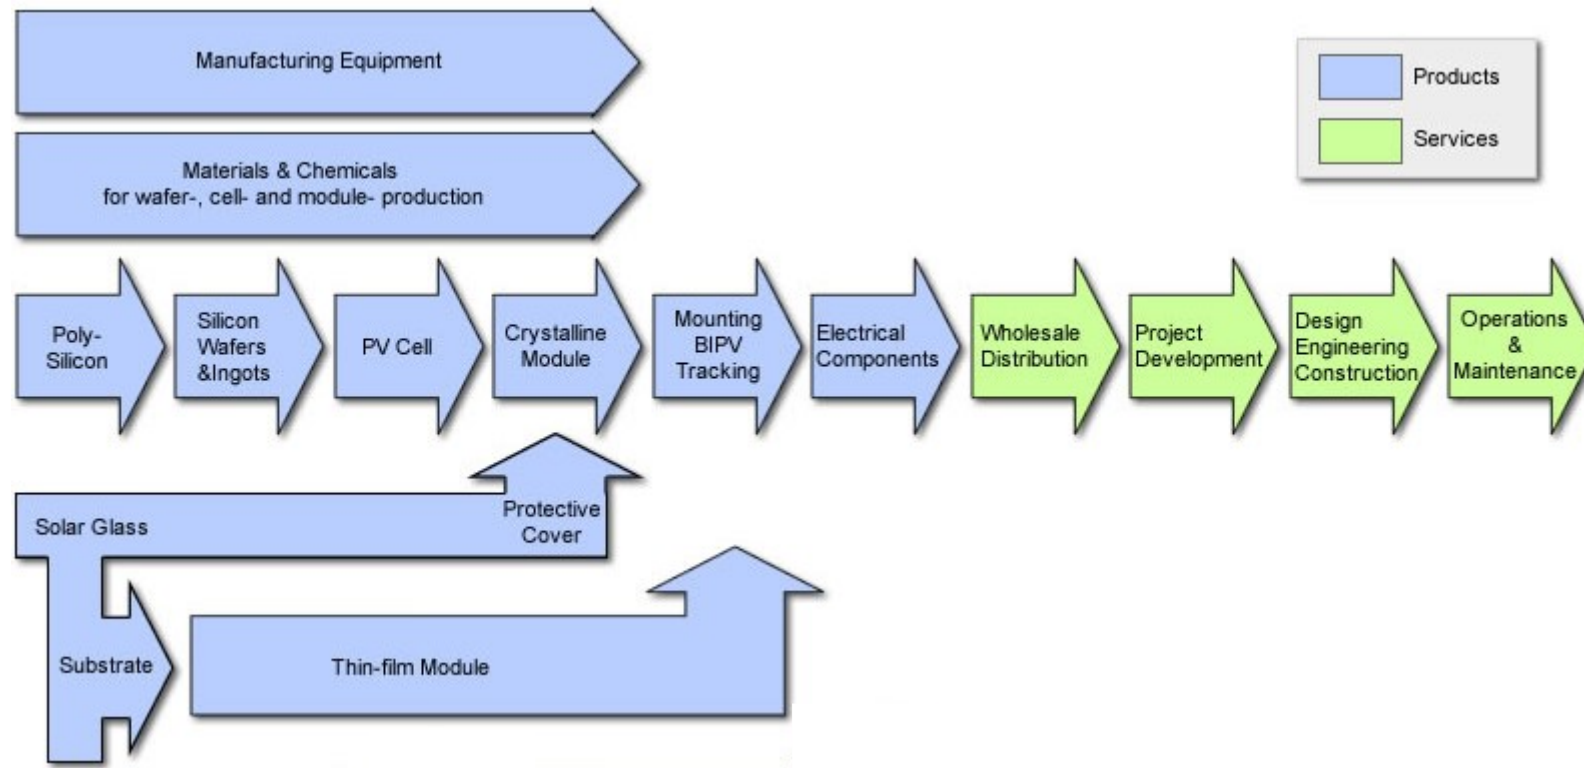 Manufacturing Equipment
Products
Services
Materials & Chemicals
for wafer-, cell- and module- production
Poly-
Silicon
Silicon
Wafers
&Ingots
PV Cell
Crystalline
Module
Mounting
BIPV
Tracking
Electrical
Components
Wholesale
Distribution
Project
Development
Design
Engineering
Construction
Operations
&
Maintenance
Solar Glass
Protective
Cover
Substrate
Thin-film Module